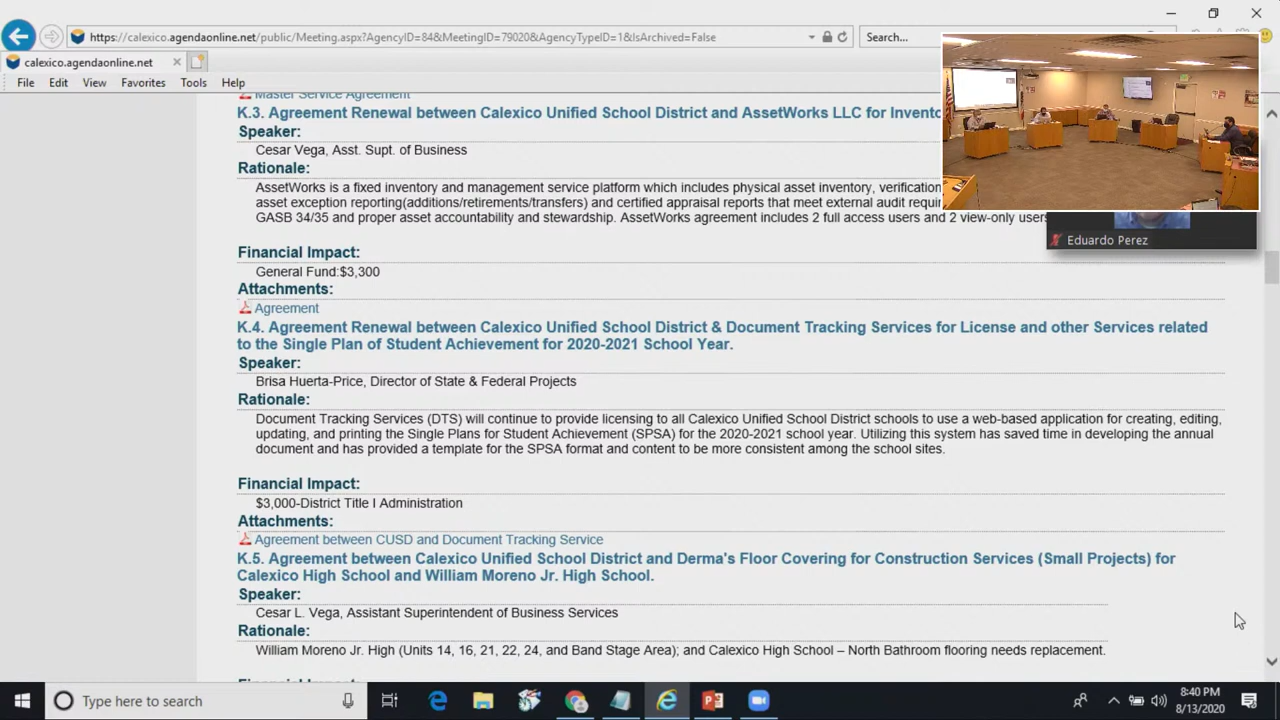 https://calexico.agendaonline.net/public/Meeting.aspx?AgencyID=84&MeetingID=79020&AgencyTypeID=1&IsArchived=False
Search...
calexico.agendaonline.net
File Edit View Favorites Tools Help
Master Service Agreement
K.3. Agreement Renewal between Calexico Unified School District and AssetWorks LLC for
Speaker:
Cesar Vega, Asst. Supt. of Business
Rationale:
AssetWorks is a fixed inventory and management service platform which includes physical asset inventory, verification
asset exception reporting(additions/retirements/transfers) and certified appraisal reports that meet external audit
GASB 34/35 and proper asset accountability and stewardship. AssetWorks agreement includes 2 full access users and 2 view-only users
Eduardo Perez
Financial Impact:
General Fund:$3,300
Attachments:
Agreement
K.4. Agreement Renewal between Calexico Unified School District & Document Tracking Services for License and other Services related
to the Single Plan of Student Achievement for 2020-2021 School Year.
Speaker:
Brisa Huerta-Price, Director of State & Federal Projects
Rationale:
Document Tracking Services (DTS) will continue to provide licensing to all Calexico Unified School District schools to use a web-based application for creating, editing,
updating, and printing the Single Plans for Student Achievement (SPSA) for the 2020-2021 school year. Utilizing this system has saved time in developing the annual
document and has provided a template for the SPSA format and content to be more consistent among the school sites.
Financial Impact:
$3,000-District Title I Administration
Attachments:
Agreement between CUSD and Document Tracking Service
K.5. Agreement between Calexico Unified School District and Derma's Floor Covering for Construction Services (Small Projects) for
Calexico High School and William Moreno Jr. High School.
Speaker:
Cesar L. Vega, Assistant Superintendent of Business Services
Rationale:
William Moreno Jr. High (Units 14, 16, 21, 22, 24, and Band Stage Area); and Calexico High School – North Bathroom flooring needs replacement.
Type here to search
8:40 PM
8/13/2020